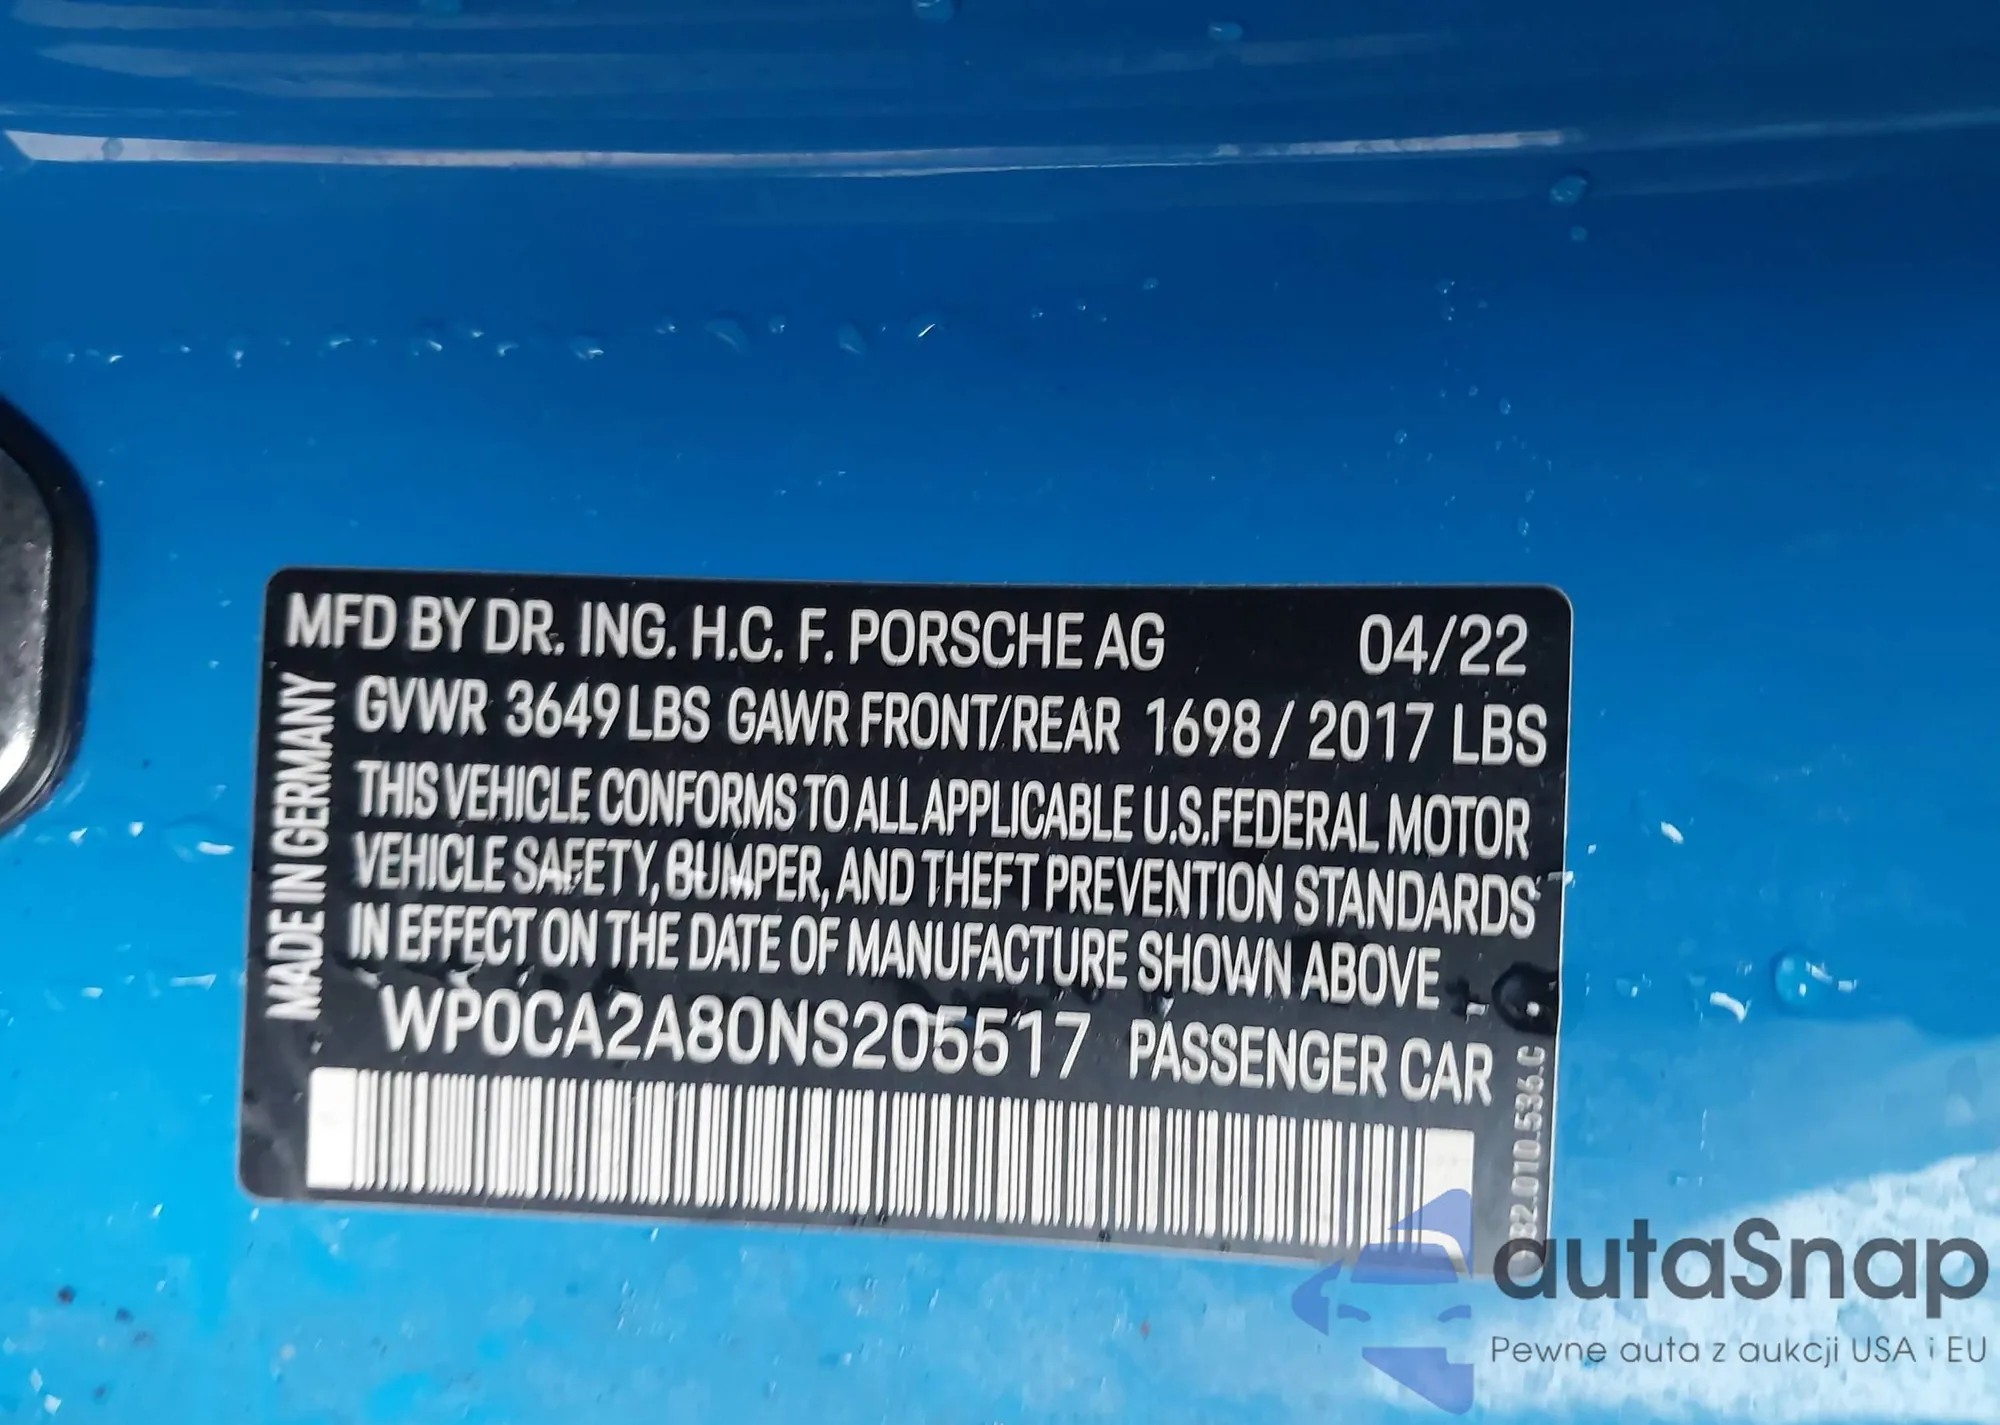 MFD BY DR. ING. H.C. F. PORSCHE AG 04/22
GVWR 3649 LBS GAWR FRONT/REAR 1698 / 2017 LBS
THIS VEHICLE CONFORMS TO ALL APPLICABLE U.S.FEDERAL MOTOR
VEHICLE SAFETY, BUMPER, AND THEFT PREVENTION STANDARDS
IN EFFECT ON THE DATE OF MANUFACTURE SHOWN ABOVE .
WP0CA2A80NS205517 PASSENGER CAR
MADE IN GERMANY
autaSnap
Pewne auta z aukcji USA i EU